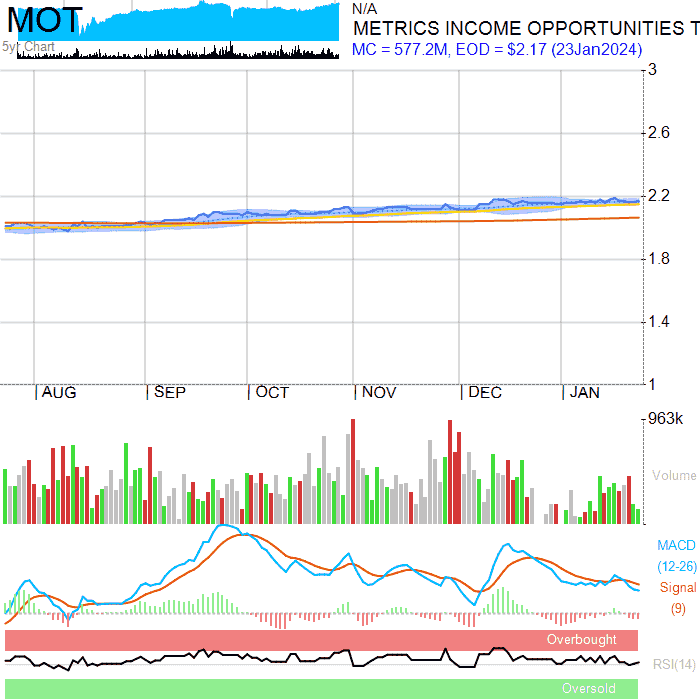 MOT
5yr Chart
N/A
METRICS INCOME OPPORTUNITIES T
MC = 577.2M, EOD = $2.17 (23Jan2024)
3
2.6
2.2
1.8
1.4
1
AUG
SEP
OCT
NOV
DEC
JAN
963k
Volume
MACD
(12-26)
Signal
(9)
Overbought
RSI(14)
Oversold